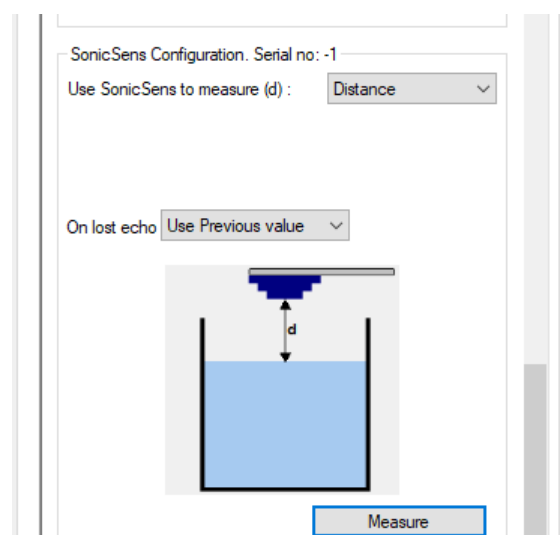 SonicSens Configuration. Serial no: -1
Use SonicSens to measure (d) : Distance
On lost echo Use Previous value
d
Measure